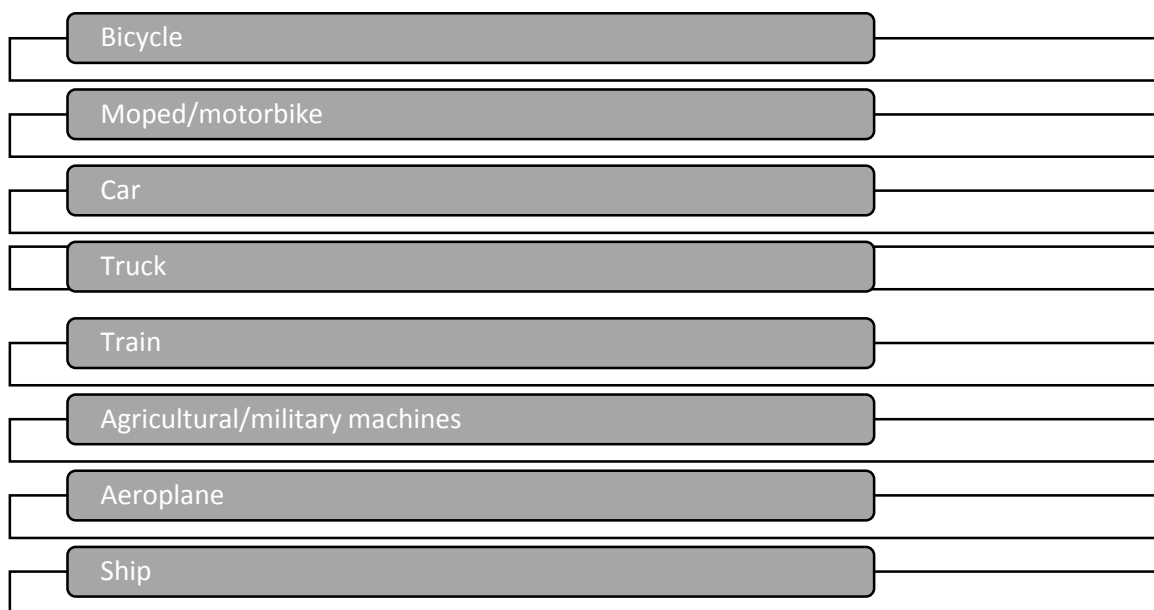 Bicycle
Moped/motorbike
Car
Truck
Train
Agricultural/military machines
Aeroplane
Ship